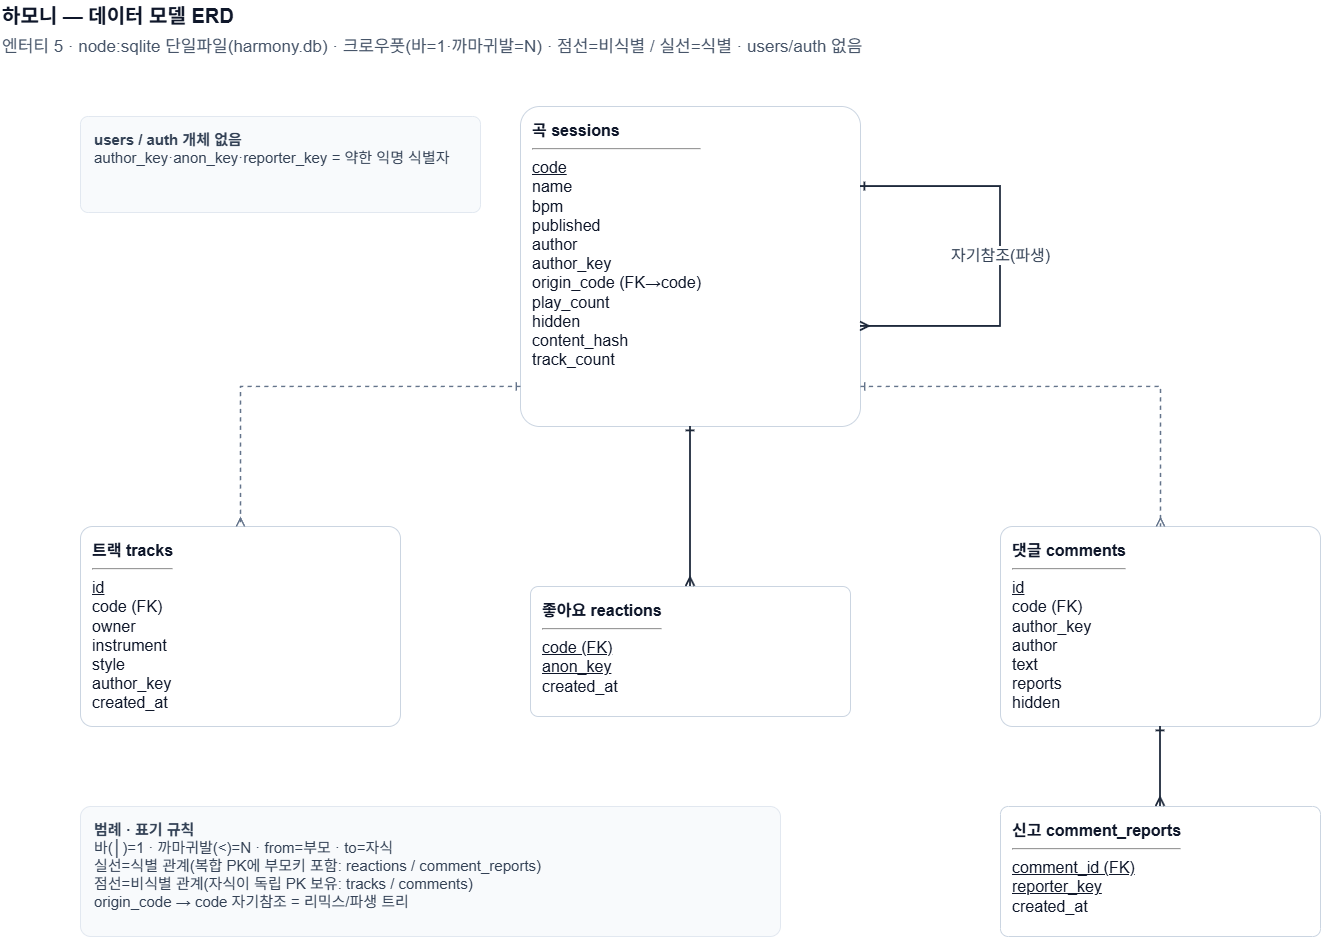 하모니 — 데이터 모델 ERD
엔터티 5 · node:sqlite 단일파일(harmony.db) · 크로우풋(바=1·까마귀발=N) · 점선=비식별 / 실선=식별 · users/auth 없음
users / auth 개체 없음
author_key·anon_key·reporter_key = 약한 익명 식별자
곡 sessions
code
name
bpm
published
author
author_key
origin_code (FK→code)
play_count
hidden
content_hash
track_count
자기참조(파생)
트랙 tracks
id
code (FK)
owner
instrument
style
author_key
created_at
좋아요 reactions
code (FK)
anon_key
created_at
댓글 comments
id
code (FK)
author_key
author
text
reports
hidden
범례 · 표기 규칙
바(│)=1 · 까마귀발(<)=N · from=부모 · to=자식
실선=식별 관계(복합 PK에 부모키 포함: reactions / comment_reports)
점선=비식별 관계(자식이 독립 PK 보유: tracks / comments)
origin_code → code 자기참조 = 리믹스/파생 트리
신고 comment_reports
comment_id (FK)
reporter_key
created_at